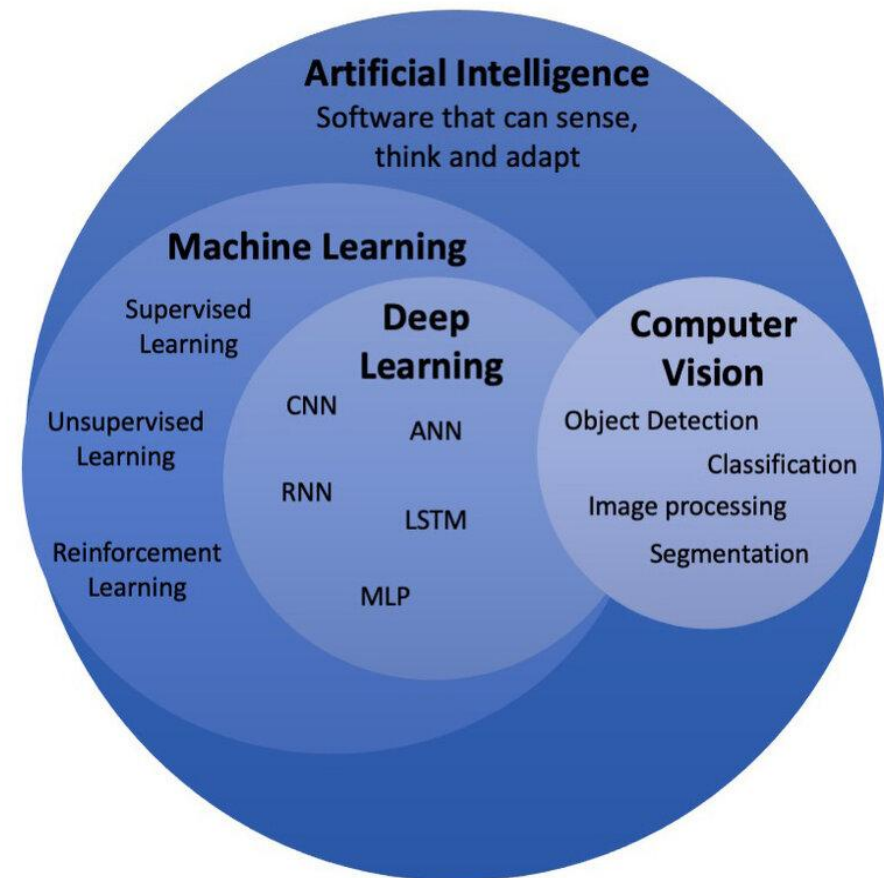 Artificial Intelligence
Software that can sense,
think and adapt
Machine Learning
Supervised
Learning
Unsupervised
Learning
Reinforcement
Learning
Deep
Learning
CNN
ANN
RNN
LSTM
MLP
Computer
Vision
Object Detection
Classification
Image processing
Segmentation